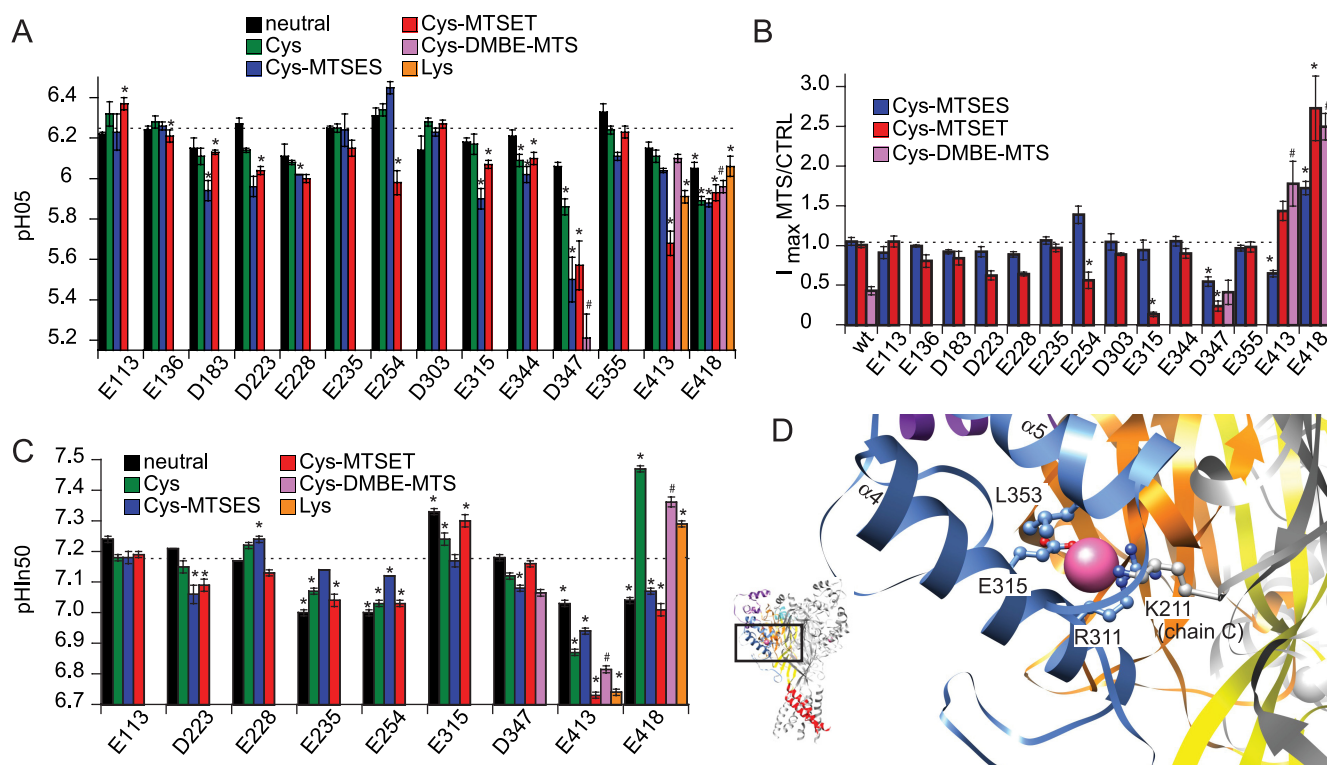 A
neutral
Cys
Cys-MTSES
Cys-MTSET
Cys-DMBE-MTS
Lys
pH05
6.4
6.2
6
5.8
5.6
5.4
5.2
* * * * * * * * * * * * * * * # * * * * * * # *
E113 E136 D183 D223 E228 E235 E254 D303 E315 E344 D347 E355 E413 E418
B
Cys-MTSES
Cys-MTSET
Cys-DMBE-MTS
I max MTS/CTRL
3.0
2.5
2.0
1.5
1.0
0.5
0
* * * * * # * * #
wt E113 E136 D183 D223 E228 E235 E254 D303 E315 E344 D347 E355 E413 E418
C
neutral
Cys
Cys-MTSES
Cys-MTSET
Cys-DMBE-MTS
Lys
pHIn50
7.5
7.4
7.3
7.2
7.1
7.0
6.9
6.8
6.7
* * * * * * * * * * * * * * * * * # * * * * * # *
E113 D223 E228 E235 E254 E315 D347 E413 E418
D
α5
α4
L353
E315
R311
K211
(chain C)